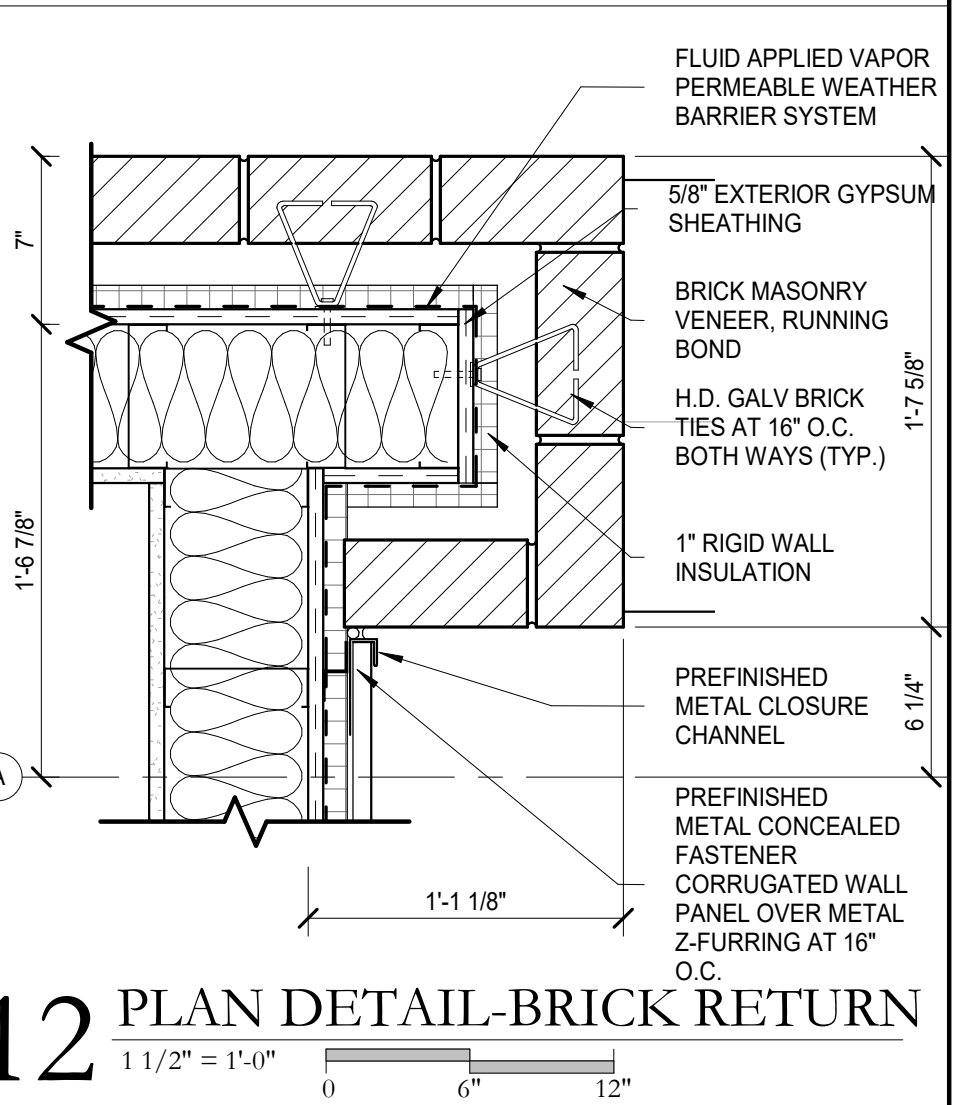 FLUID APPLIED VAPOR
PERMEABLE WEATHER
BARRIER SYSTEM
5/8" EXTERIOR GYPSUM
SHEATHING
BRICK MASONRY
VENEER, RUNNING
BOND
H.D. GALV BRICK
TIES AT 16" O.C.
BOTH WAYS (TYP.)
1" RIGID WALL
INSULATION
PREFINISHED
METAL CLOSURE
CHANNEL
PREFINISHED
METAL CONCEALED
FASTENER
CORRUGATED WALL
PANEL OVER METAL
Z-FURRING AT 16"
O.C.
7"
1'-6 7/8"
1'-7 5/8"
6 1/4"
A
1'-1 1/8"
12 PLAN DETAIL-BRICK RETURN
1 1/2" = 1'-0"
0 6" 12"